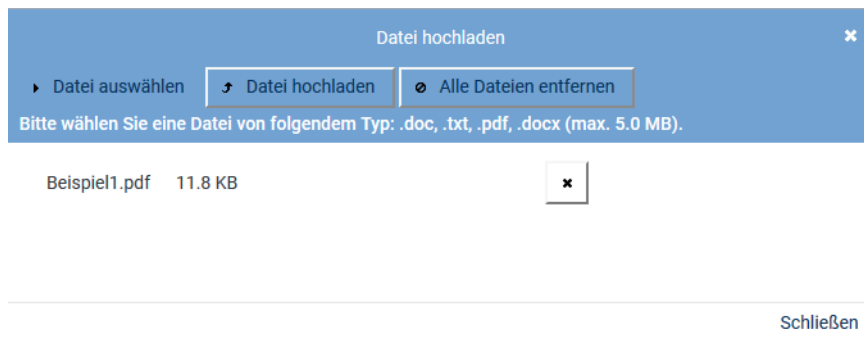 Datei hochladen
Datei auswählen Datei hochladen Alle Dateien entfernen
Bitte wählen Sie eine Datei von folgendem Typ: .doc, .txt, .pdf, .docx (max. 5.0 MB).
Beispiel1.pdf 11.8 KB
Schließen